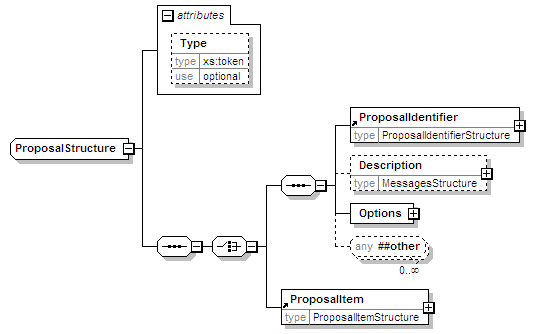 attributes
Type
type xs:token
use optional
ProposalStructure
ProposalIdentifier
type ProposalIdentifierStructure
Description
type MessagesStructure
Options
any ##other
0..∞
ProposalItem
type ProposalItemStructure